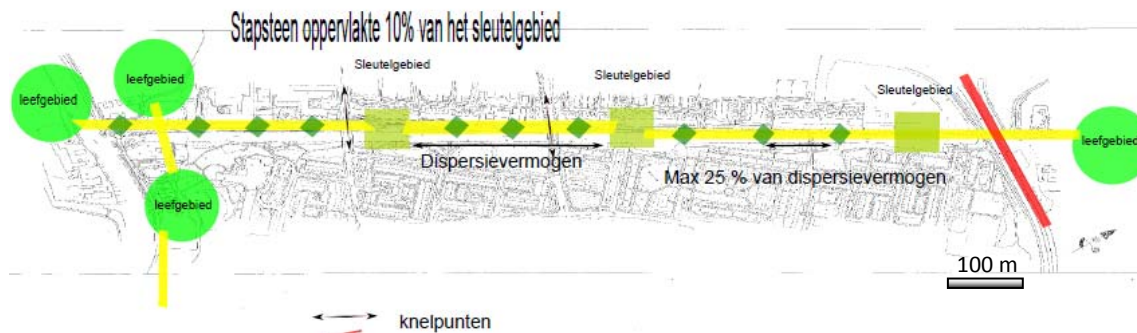 Stapsteen oppervlakte 10% van het sleutelgebied
Sleutelgebied
Sleutelgebied
Sleutelgebied
leefgebied
leefgebied
leefgebied
leefgebied
Dispersievermogen
Max 25 % van dispersievermogen
100 m
knelpunten